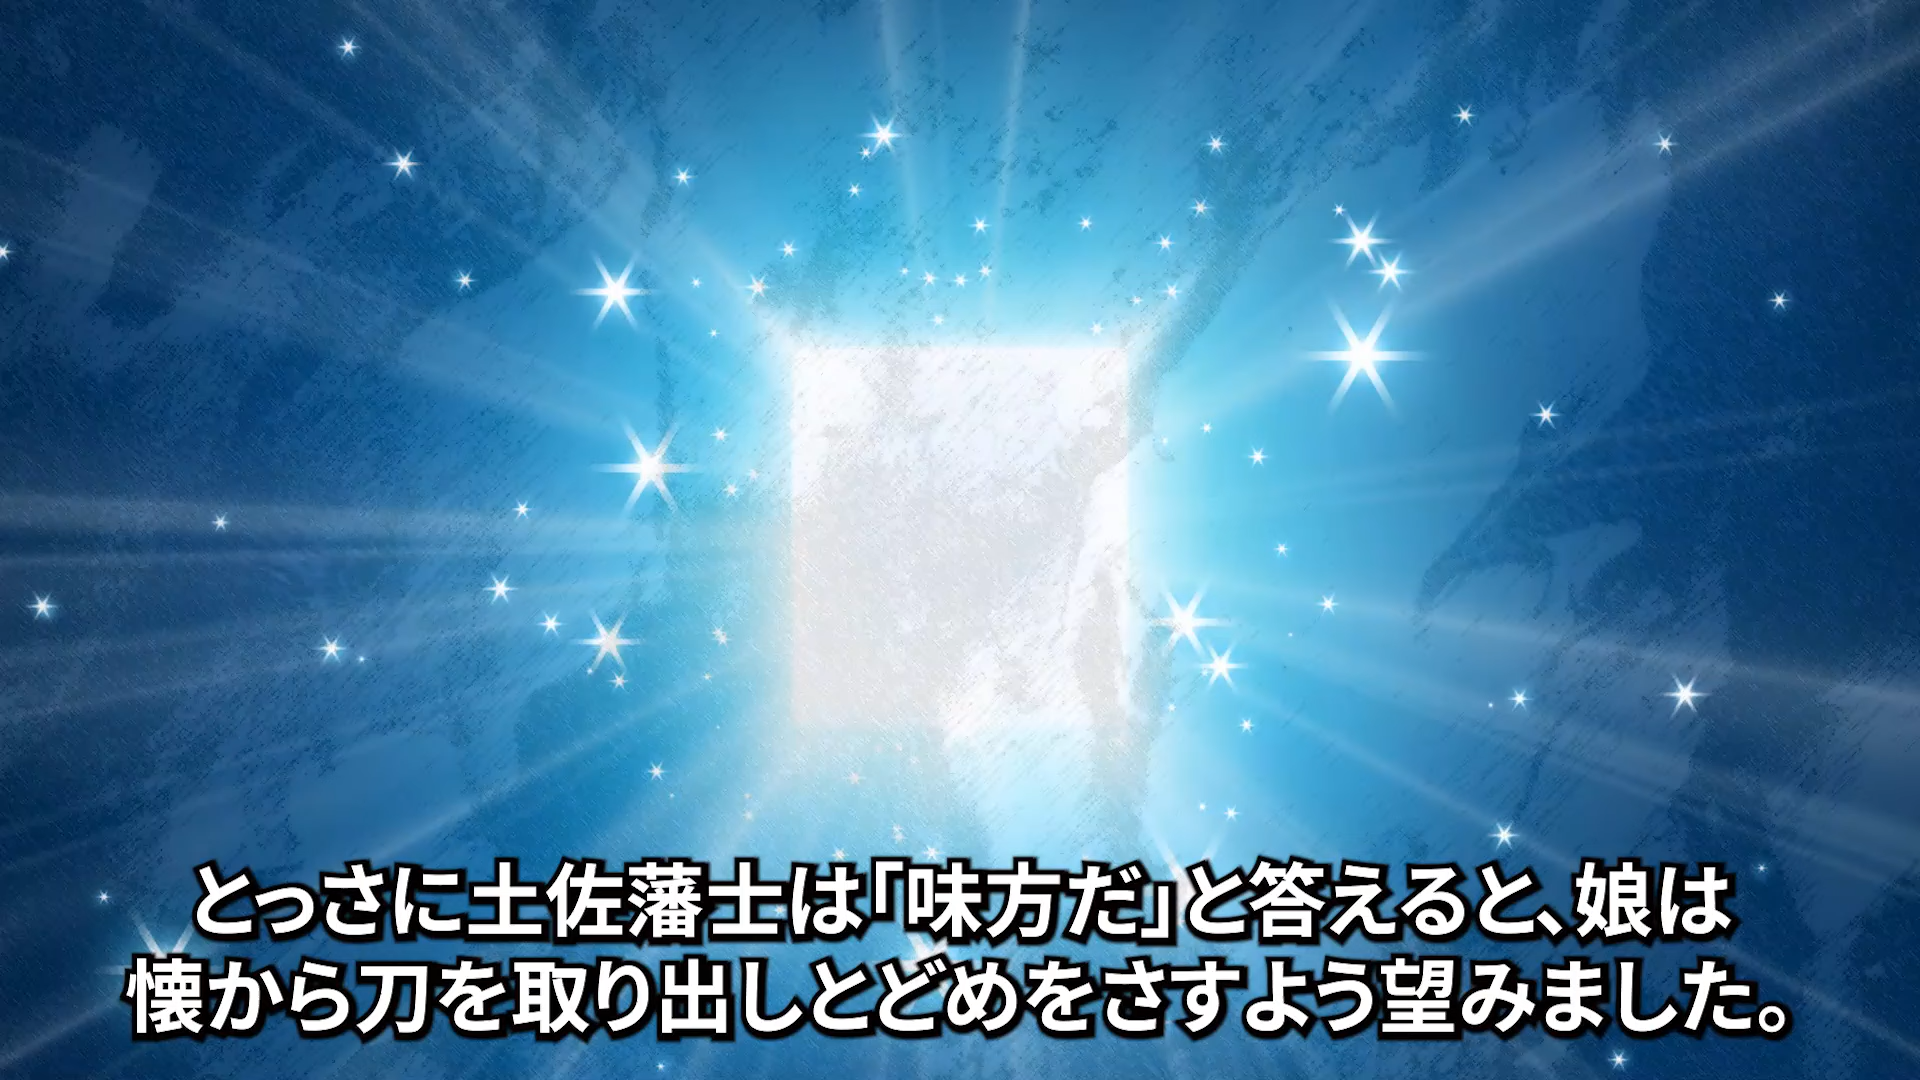 とっさに土佐藩士は「味方だ」と答えると、娘は
懐から刀を取り出しとどめをさすよう望みました。